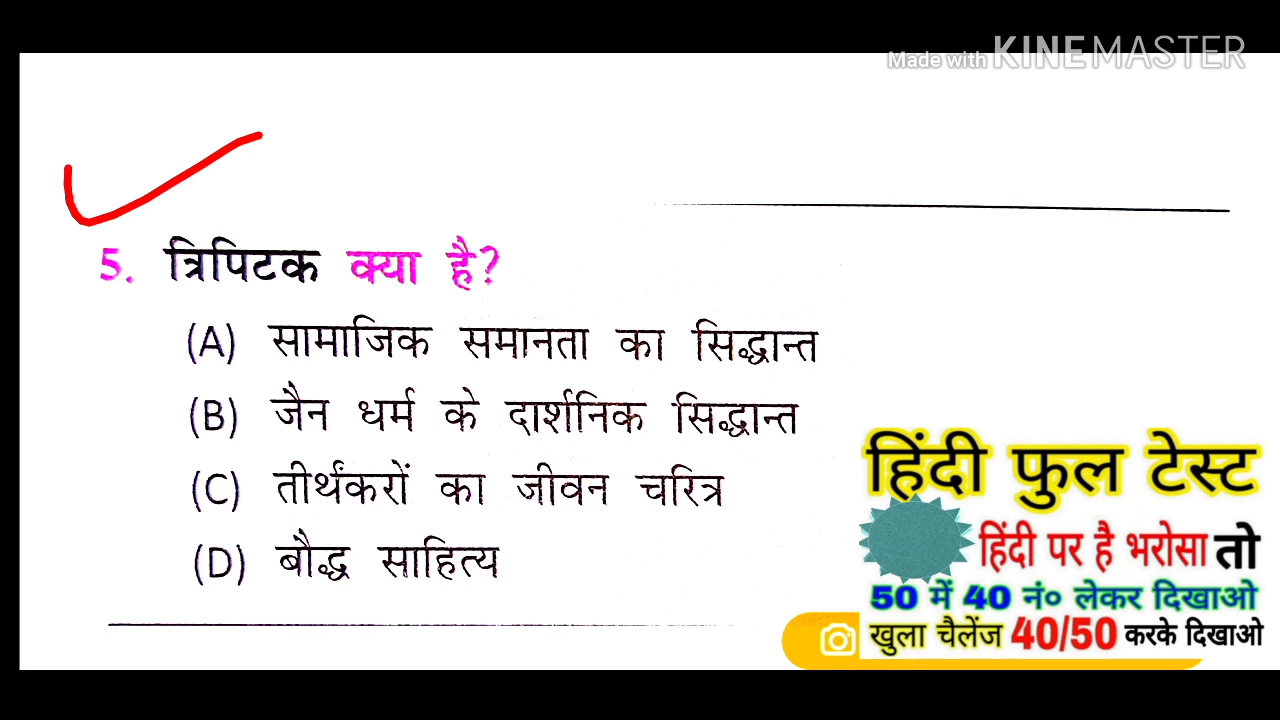 Made with KINEMASTER
5. त्रिपिटक क्या है?
(A) सामाजिक समानता का सिद्धान्त
(B) जैन धर्म के दार्शनिक सिद्धान्त
(C) तीर्थंकरों का जीवन चरित्र
(D) बौद्ध साहित्य
हिंदी फुल टेस्ट
हिंदी पर है भरोसा तो
50 में 40 नं० लेकर दिखाओ
खुला चैलेंज 40/50 करके दिखाओ